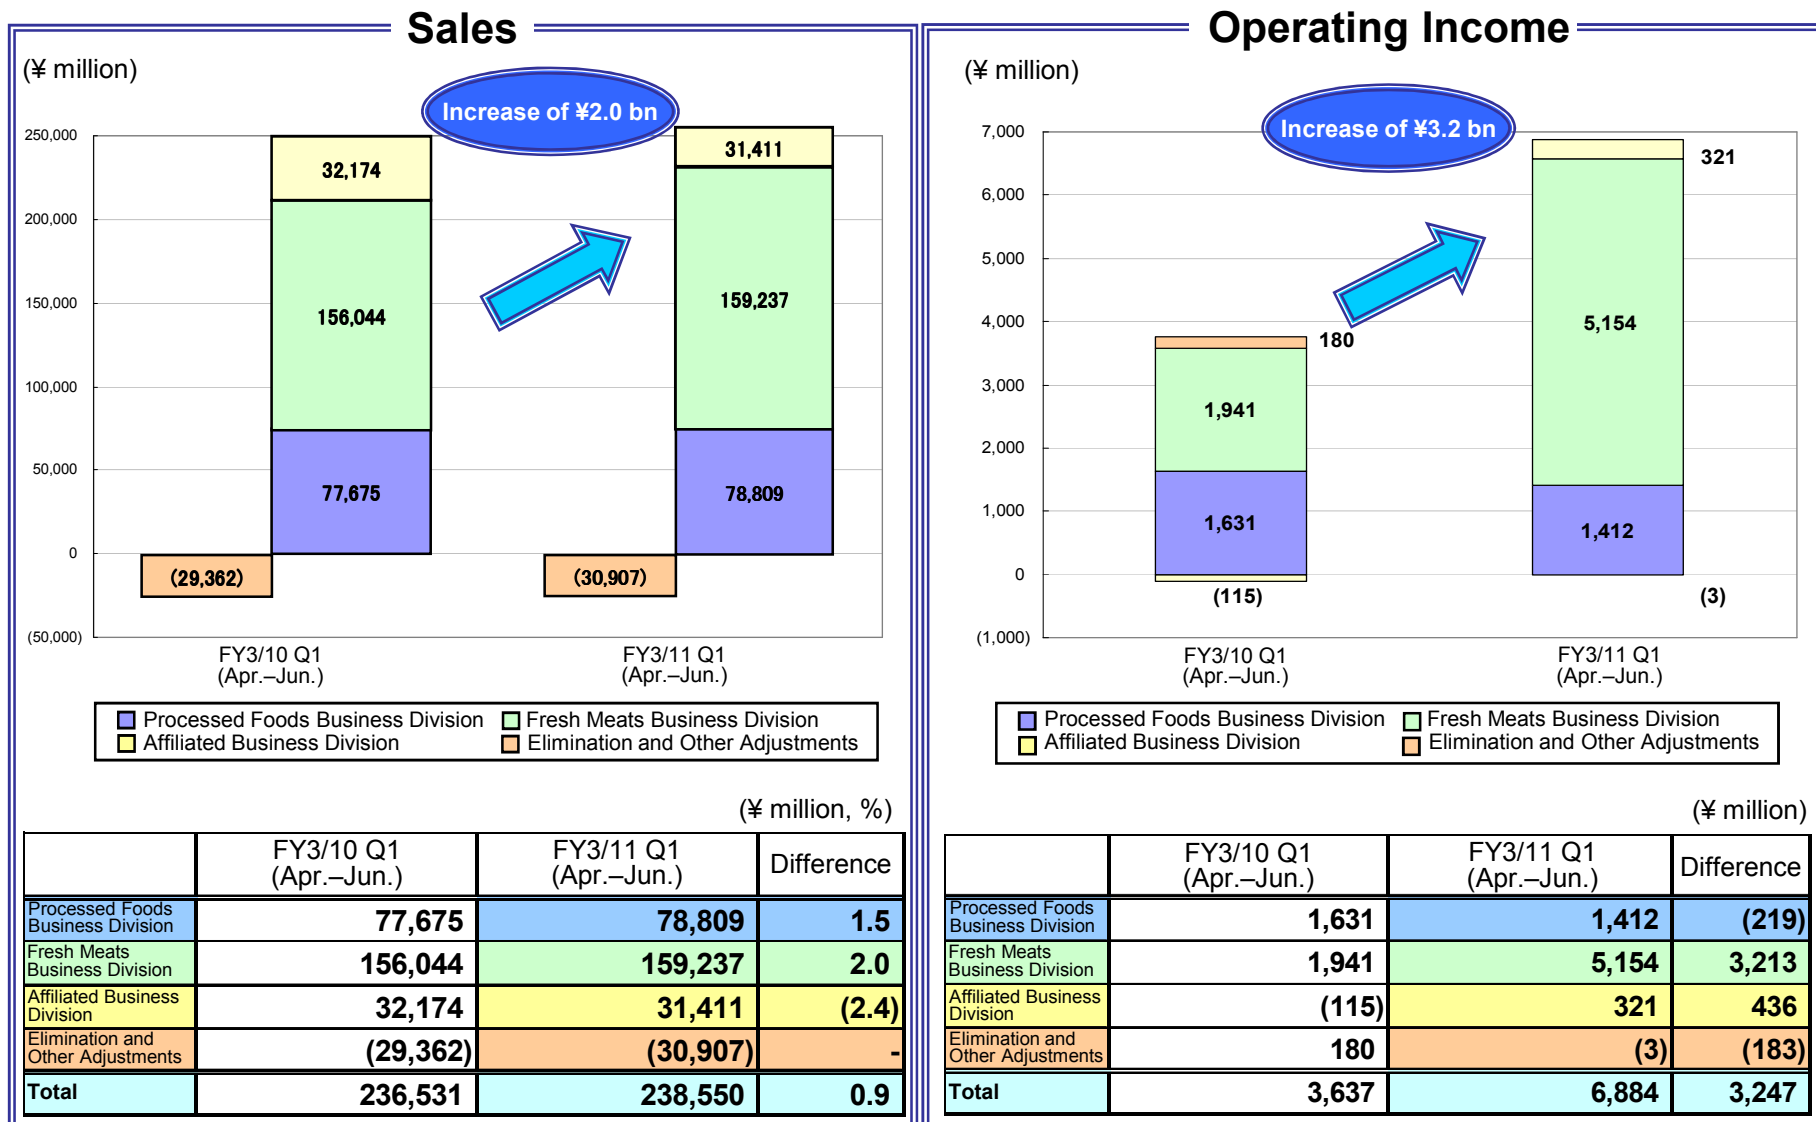 Sales
(¥ million)
Increase of ¥2.0 bn
250,000
200,000
150,000
100,000
50,000
0
(50,000)
32,174
156,044
77,675
(29,362)
31,411
159,237
78,809
(30,907)
FY3/10 Q1
(Apr.–Jun.)
FY3/11 Q1
(Apr.–Jun.)
Processed Foods Business Division
Fresh Meats Business Division
Affiliated Business Division
Elimination and Other Adjustments
(¥ million, %)
FY3/10 Q1
(Apr.–Jun.)
FY3/11 Q1
(Apr.–Jun.)
Difference
Processed Foods
Business Division
77,675
78,809
1.5
Fresh Meats
Business Division
156,044
159,237
2.0
Affiliated Business
Division
32,174
31,411
(2.4)
Elimination and
Other Adjustments
(29,362)
(30,907)
-
Total
236,531
238,550
0.9
Operating Income
(¥ million)
Increase of ¥3.2 bn
7,000
6,000
5,000
4,000
3,000
2,000
1,000
0
(1,000)
180
1,941
1,631
(115)
321
5,154
1,412
(3)
FY3/10 Q1
(Apr.–Jun.)
FY3/11 Q1
(Apr.–Jun.)
Processed Foods Business Division
Fresh Meats Business Division
Affiliated Business Division
Elimination and Other Adjustments
(¥ million)
FY3/10 Q1
(Apr.–Jun.)
FY3/11 Q1
(Apr.–Jun.)
Difference
Processed Foods
Business Division
1,631
1,412
(219)
Fresh Meats
Business Division
1,941
5,154
3,213
Affiliated Business
Division
(115)
321
436
Elimination and
Other Adjustments
180
(3)
(183)
Total
3,637
6,884
3,247